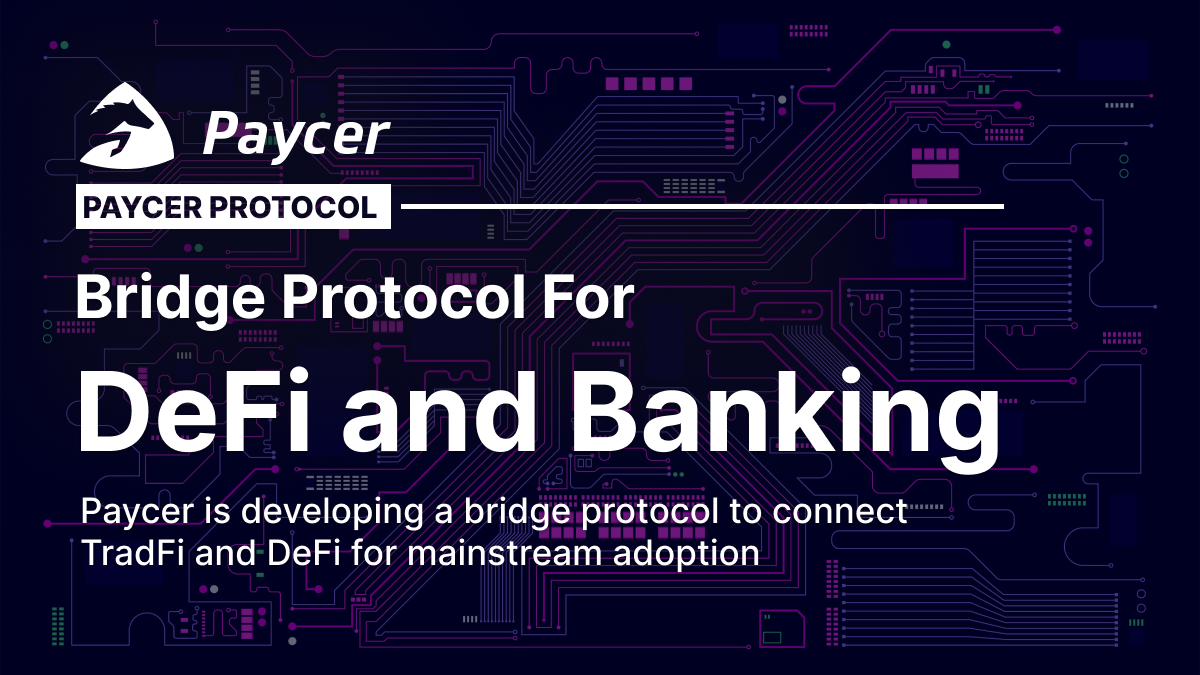 Paycer
PAYCER PROTOCOL
Bridge Protocol For
DeFi and Banking
Paycer is developing a bridge protocol to connect
TradFi and DeFi for mainstream adoption